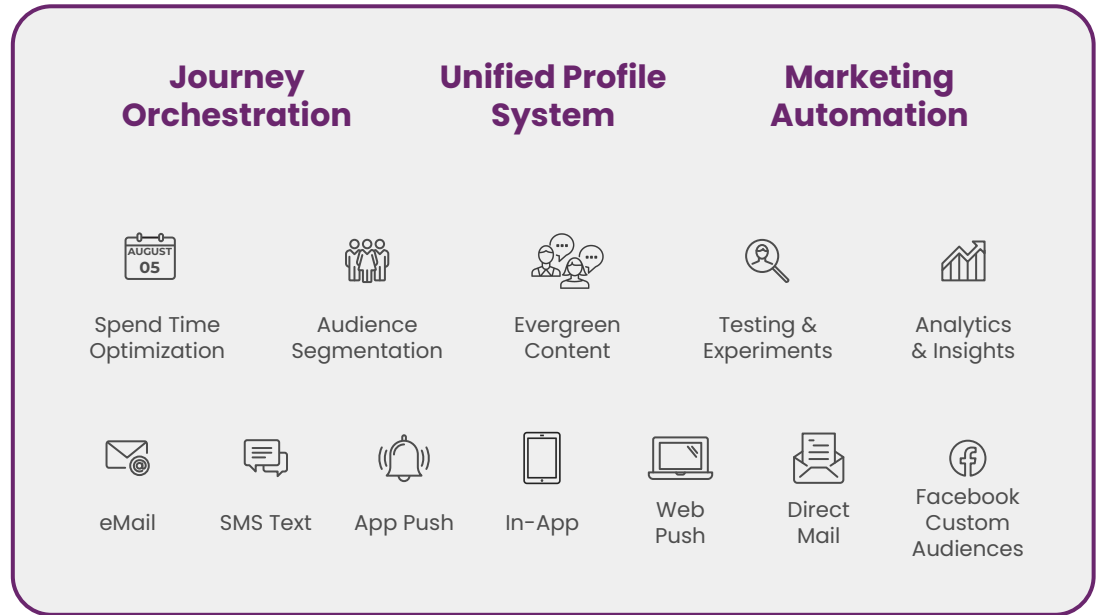 Journey
Orchestration
Unified Profile
System
Marketing
Automation
AUGUST
05
Spend Time
Optimization
Audience
Segmentation
Evergreen
Content
Testing &
Experiments
Analytics
& Insights
@
eMail
SMS Text
App Push
In-App
Web
Push
Direct
Mail
Facebook
Custom
Audiences